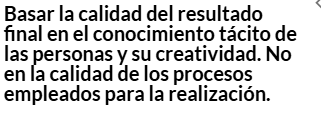 Basar la calidad del resultado
final en el conocimiento tácito de
las personas y su creatividad. No
en la calidad de los procesos
empleados para la realización.